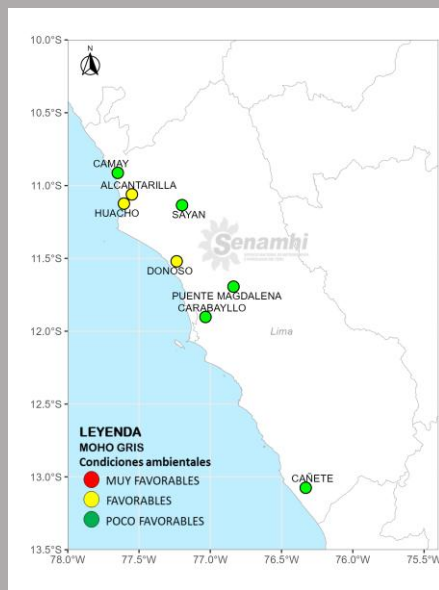 10.0°S
10.5°S
11.0°S
11.5°S
12.0°S
12.5°S
13.0°S
13.5°S
N
CAMAY
ALCANTARILLA
HUACHO
SAYAN
Senamhi
DONOSO
PUENTE MAGDALENA
CARABAYLLO
Lima
CAÑETE
LEYENDA
MOHO GRIS
Condiciones ambientales
MUY FAVORABLES
FAVORABLES
POCO FAVORABLES
78.0°W 77.5°W 77.0°W 76.5°W 76.0°W 75.5°W